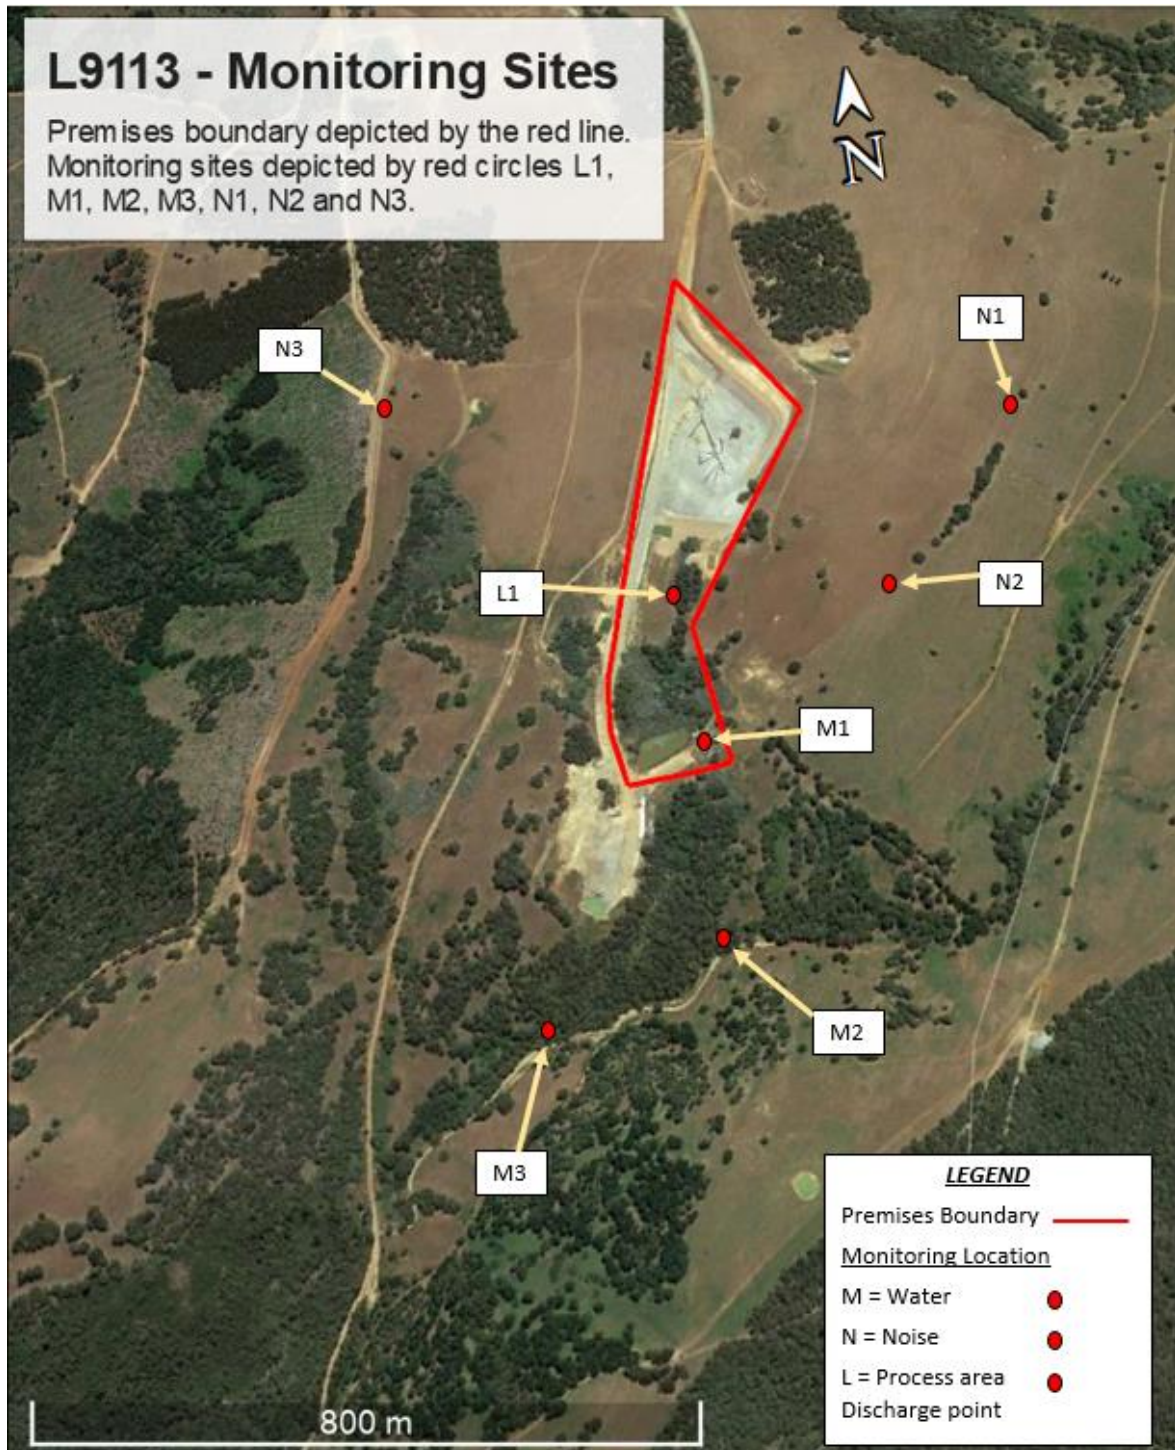 L9113 - Monitoring Sites
Premises boundary depicted by the red line.
Monitoring sites depicted by red circles L1,
M1, M2, M3, N1, N2 and N3.
N
N1
N3
N2
L1
M1
M2
M3
LEGEND
Premises Boundary
Monitoring Location
M = Water
N = Noise
L = Process area
Discharge point
800 m